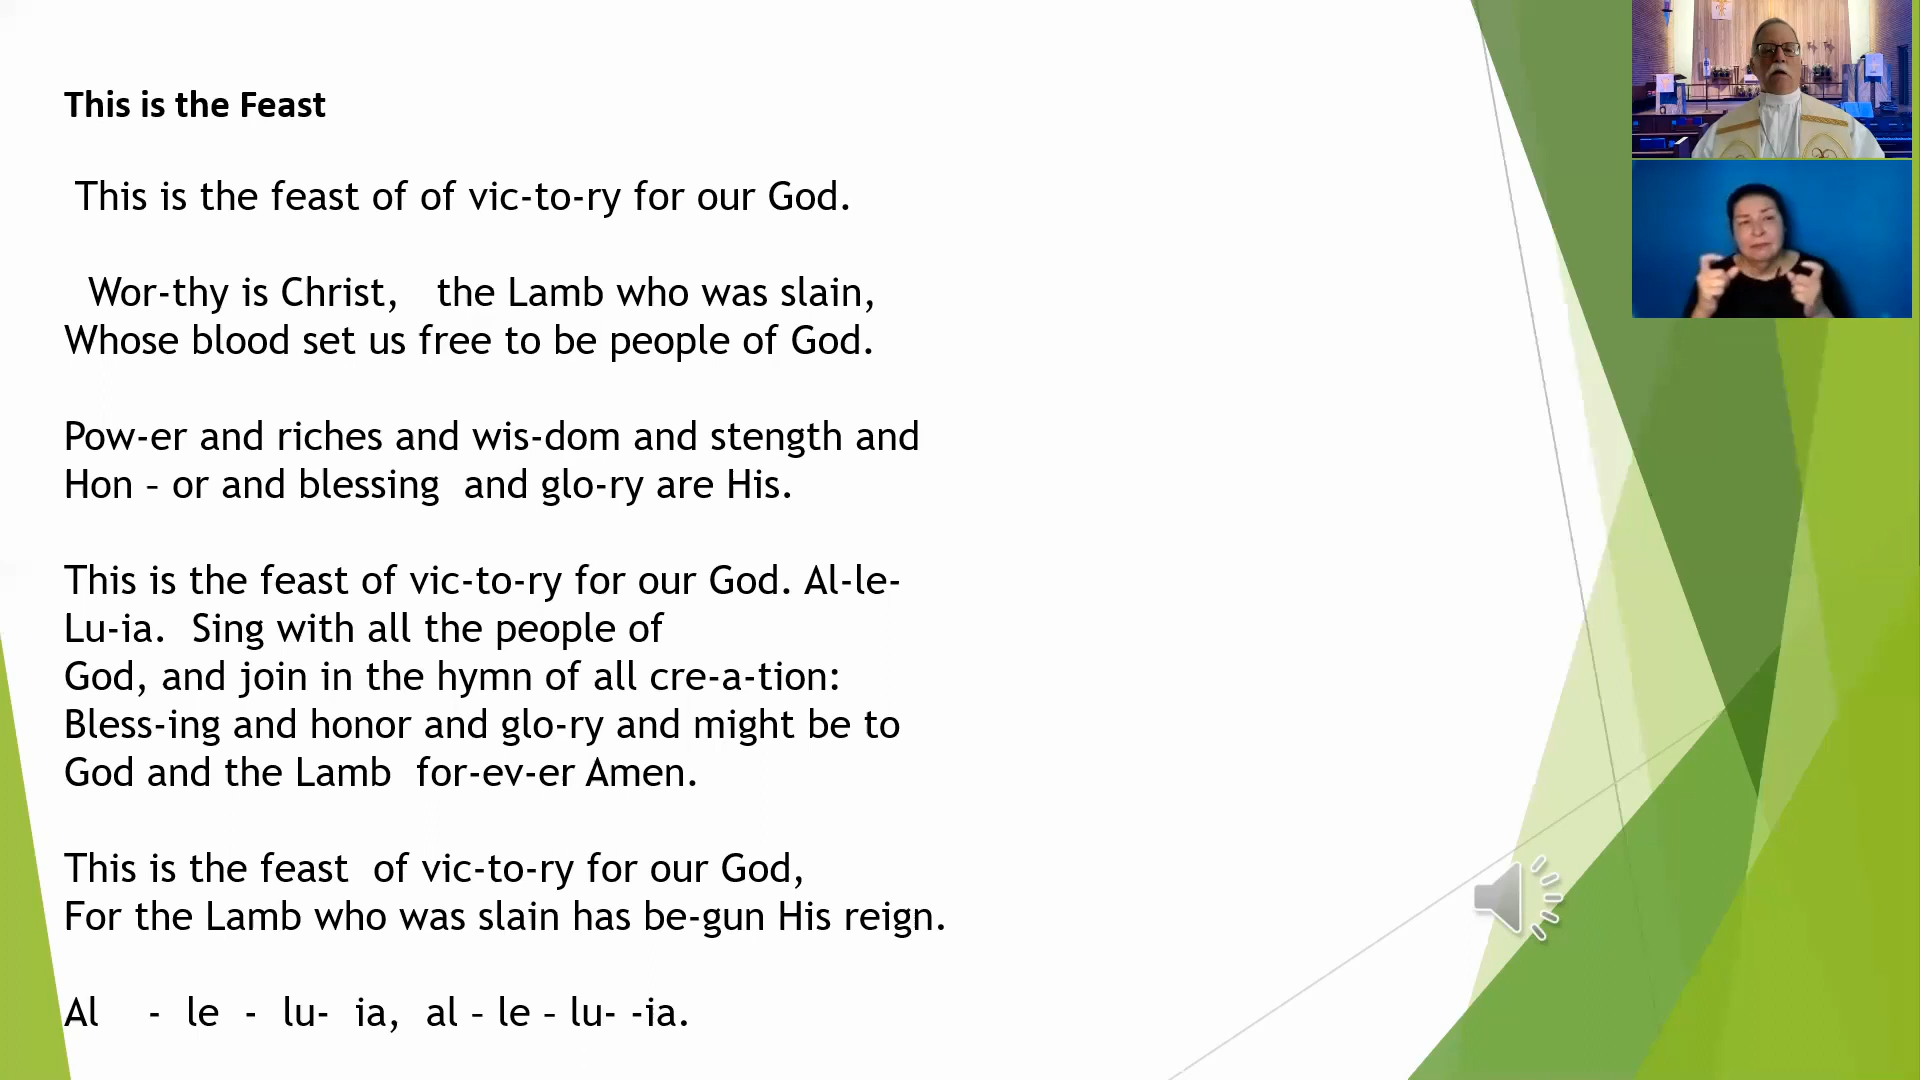 This is the Feast
This is the feast of of vic-to-ry for our God.
Wor-thy is Christ, the Lamb who was slain,
Whose blood set us free to be people of God.
Pow-er and riches and wis-dom and stength and
Hon – or and blessing and glo-ry are His.
This is the feast of vic-to-ry for our God. Al-le-
Lu-ia. Sing with all the people of
God, and join in the hymn of all cre-a-tion:
Bless-ing and honor and glo-ry and might be to
God and the Lamb for-ev-er Amen.
This is the feast of vic-to-ry for our God,
For the Lamb who was slain has be-gun His reign.
Al - le - lu- ia, al – le – lu- -ia.